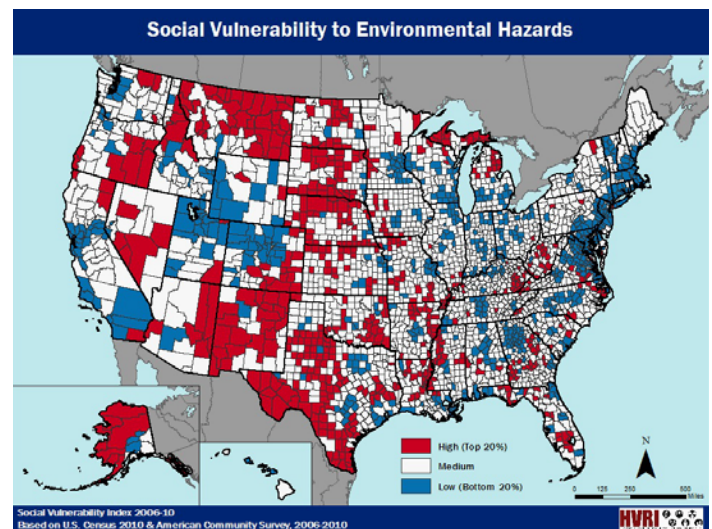 Social Vulnerability to Environmental Hazards
High (Top 20%)
Medium
Low (Bottom 20%)
N
0 125 250 500
Miles
Social Vulnerability Index 2006-10
Based on U.S. Census 2010 & American Community Survey, 2006-2010
HVRI